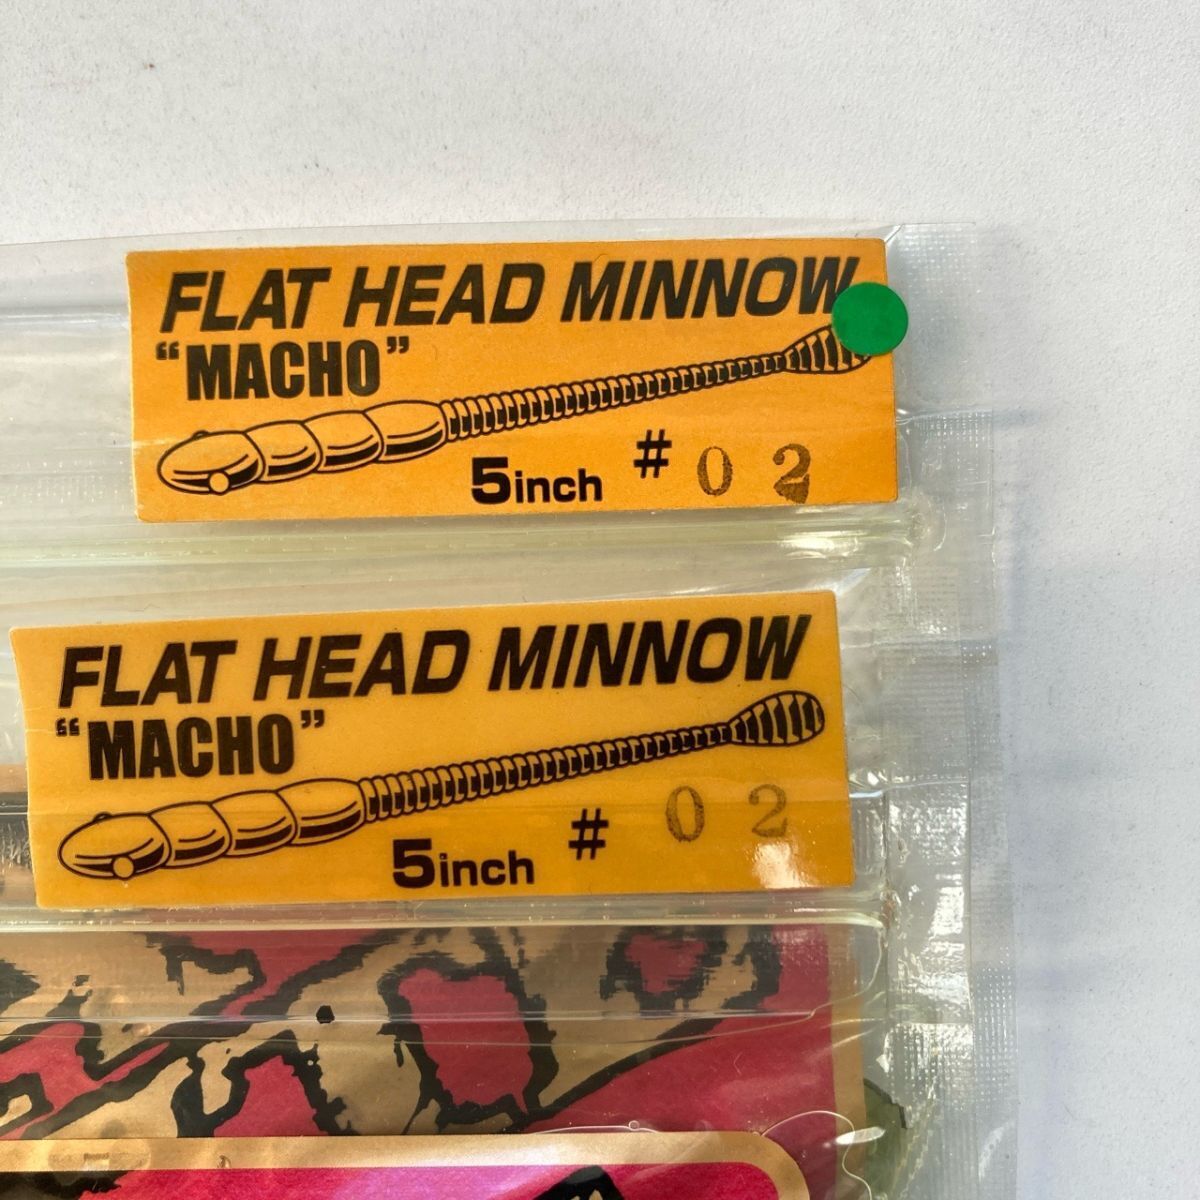 FLAT HEAD MINNOW
“MACHO”
5inch # 02
FLAT HEAD MINNOW
“MACHO”
5inch # 02